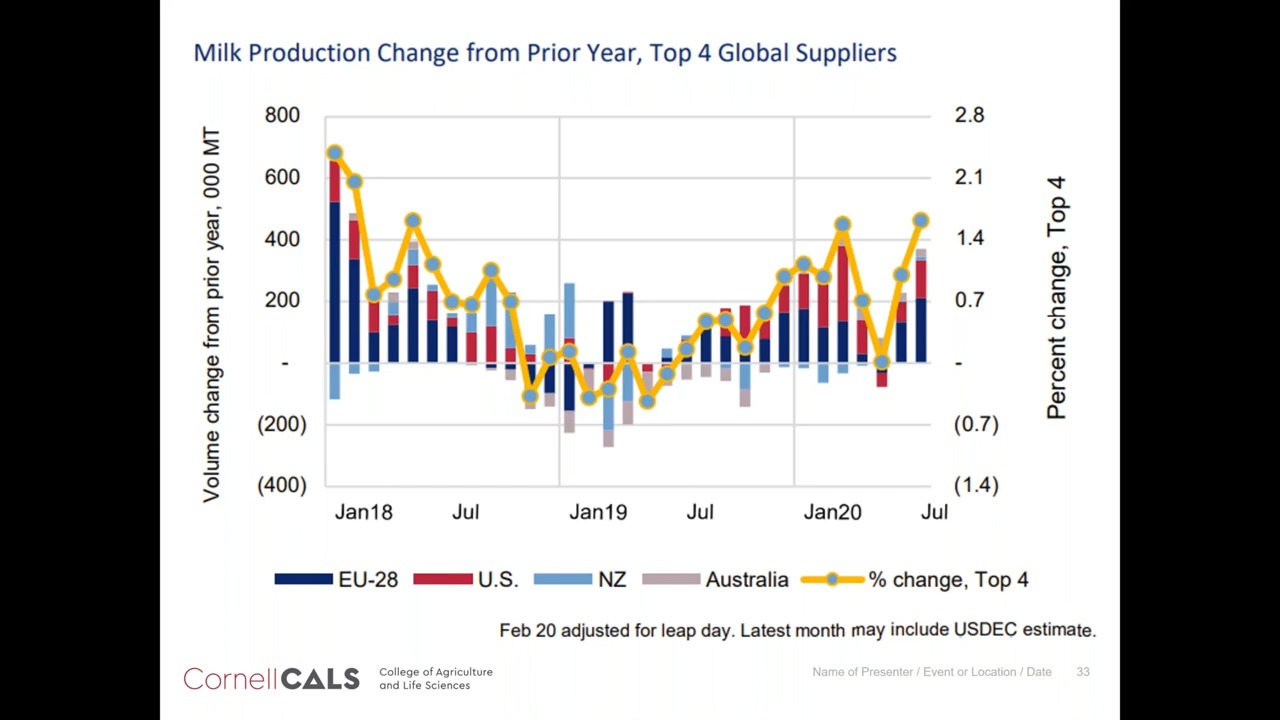 Milk Production Change from Prior Year, Top 4 Global Suppliers
Volume change from prior year, 000 MT
800
600
400
200
-
(200)
(400)
2.8
2.1
1.4
0.7
-
(0.7)
(1.4)
Percent change, Top 4
Jan18 Jul Jan19 Jul Jan20 Jul
EU-28 U.S. NZ Australia % change, Top 4
Feb 20 adjusted for leap day. Latest month may include USDEC estimate.
CornellCALS
College of Agriculture
and Life Sciences
Name of Presenter / Event or Location / Date 33